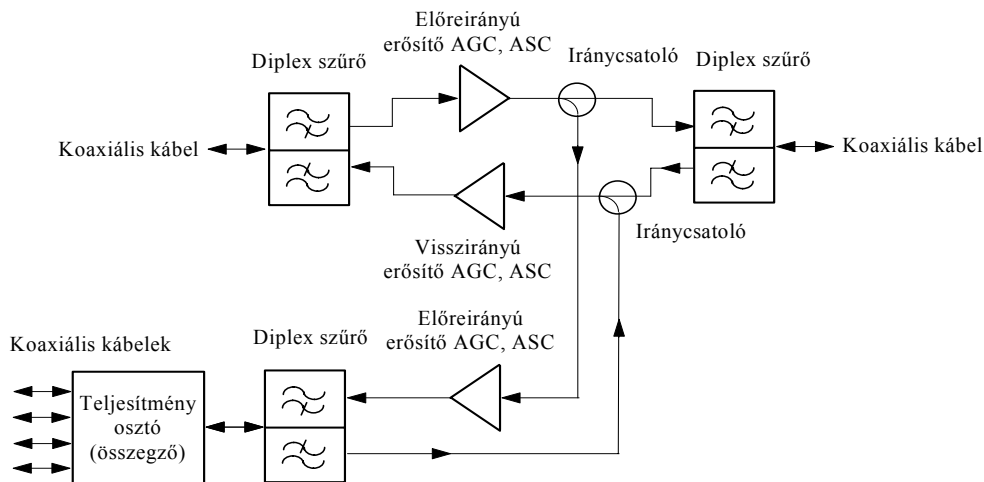 Előreirányú
erősítő AGC, ASC
Diplex szűrő
Iránycsatoló
Diplex szűrő
Koaxiális kábel
Koaxiális kábel
Iránycsatoló
Visszirányú
erősítő AGC, ASC
Előreirányú
erősítő AGC, ASC
Diplex szűrő
Koaxiális kábelek
Teljesítmény
osztó
(összegző)